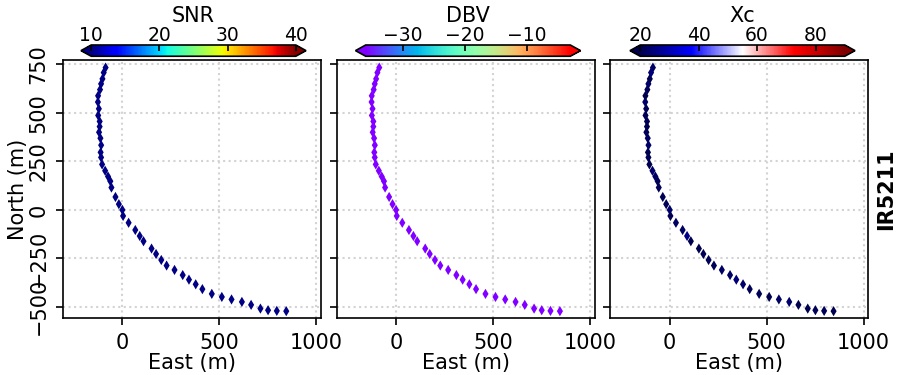 SNR
DBV
Xc
10 20 30 40
−30 −20 −10
20 40 60 80
North (m)
750
500
250
0
−250
−500
IR5211
0 500 1000
0 500 1000
0 500 1000
East (m)
East (m)
East (m)